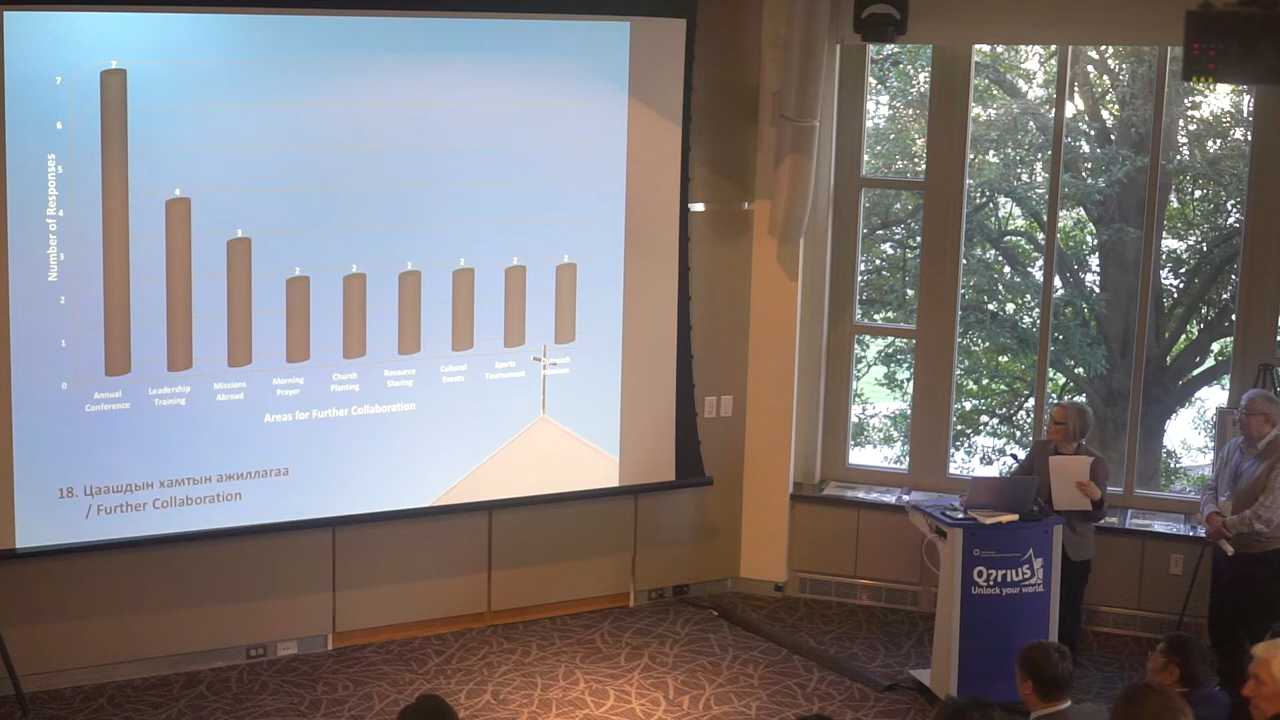 7
6
5
4
3
2
1
0
Number of Responses
7
4
3
2
2
2
2
2
2
Annual
Conference
Leadership
Training
Missions
Abroad
Morning
Prayer
Church
Planting
Resource
Sharing
Cultural
Events
Sports
Tournament
Outreach
Areas for Further Collaboration
18. Цаашдын хамтын ажиллагаа
/ Further Collaboration
Q?rius
Unlock your world.